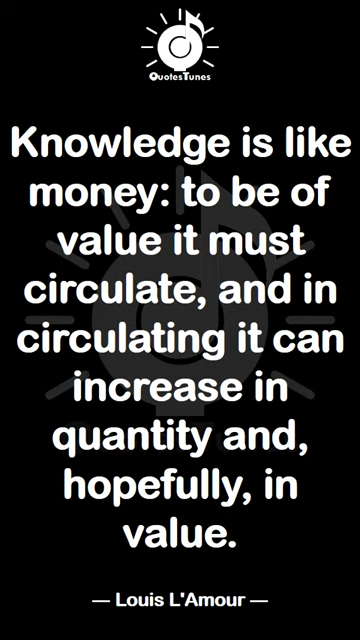 QuotesTunes
Knowledge is like
money: to be of
value it must
circulate, and in
circulating it can
increase in
quantity and,
hopefully, in
value.
— Louis L'Amour —